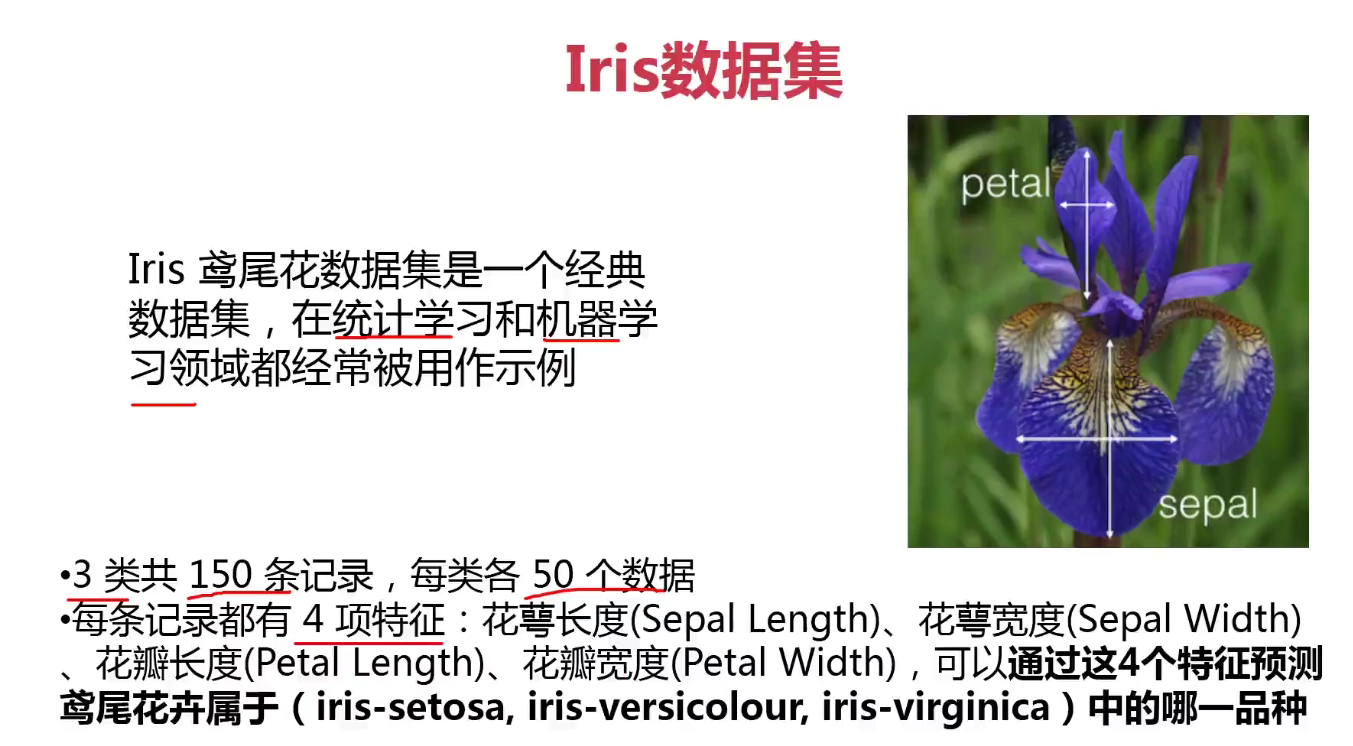 Iris数据集
petal
Iris 鸢尾花数据集是一个经典
数据集，在统计学习和机器学
习领域都经常被用作示例
sepal
•3 类共 150 条记录，每类各 50 个数据
•每条记录都有 4 项特征：花萼长度(Sepal Length)、花萼宽度(Sepal Width)
、花瓣长度(Petal Length)、花瓣宽度(Petal Width)，可以通过这4个特征预测
鸢尾花卉属于（iris-setosa, iris-versicolour, iris-virginica）中的哪一品种